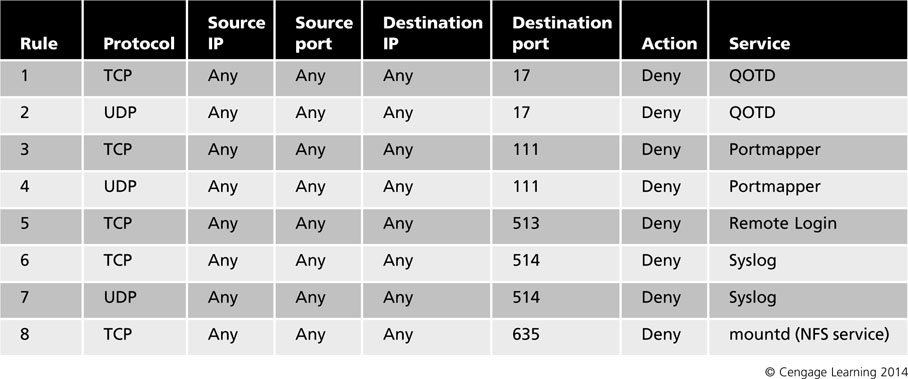 Rule Protocol Source IP Source port Destination IP Destination port Action Service
1 TCP Any Any Any 17 Deny QOTD
2 UDP Any Any Any 17 Deny QOTD
3 TCP Any Any Any 111 Deny Portmapper
4 UDP Any Any Any 111 Deny Portmapper
5 TCP Any Any Any 513 Deny Remote Login
6 TCP Any Any Any 514 Deny Syslog
7 UDP Any Any Any 514 Deny Syslog
8 TCP Any Any Any 635 Deny mountd (NFS service)
© Cengage Learning 2014